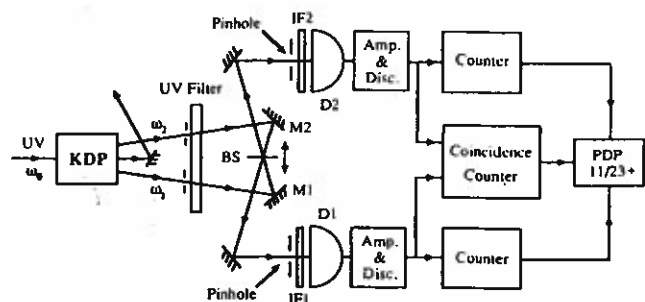 IF2
Pinhole
Amp.
&
Disc.
Counter
D2
UV Filter
ω₂
M2
UV
ω₀
KDP
BS
Coincidence
Counter
PDP
11/23+
ω₁
M1
D1
Amp.
&
Disc.
Counter
Pinhole
IF1